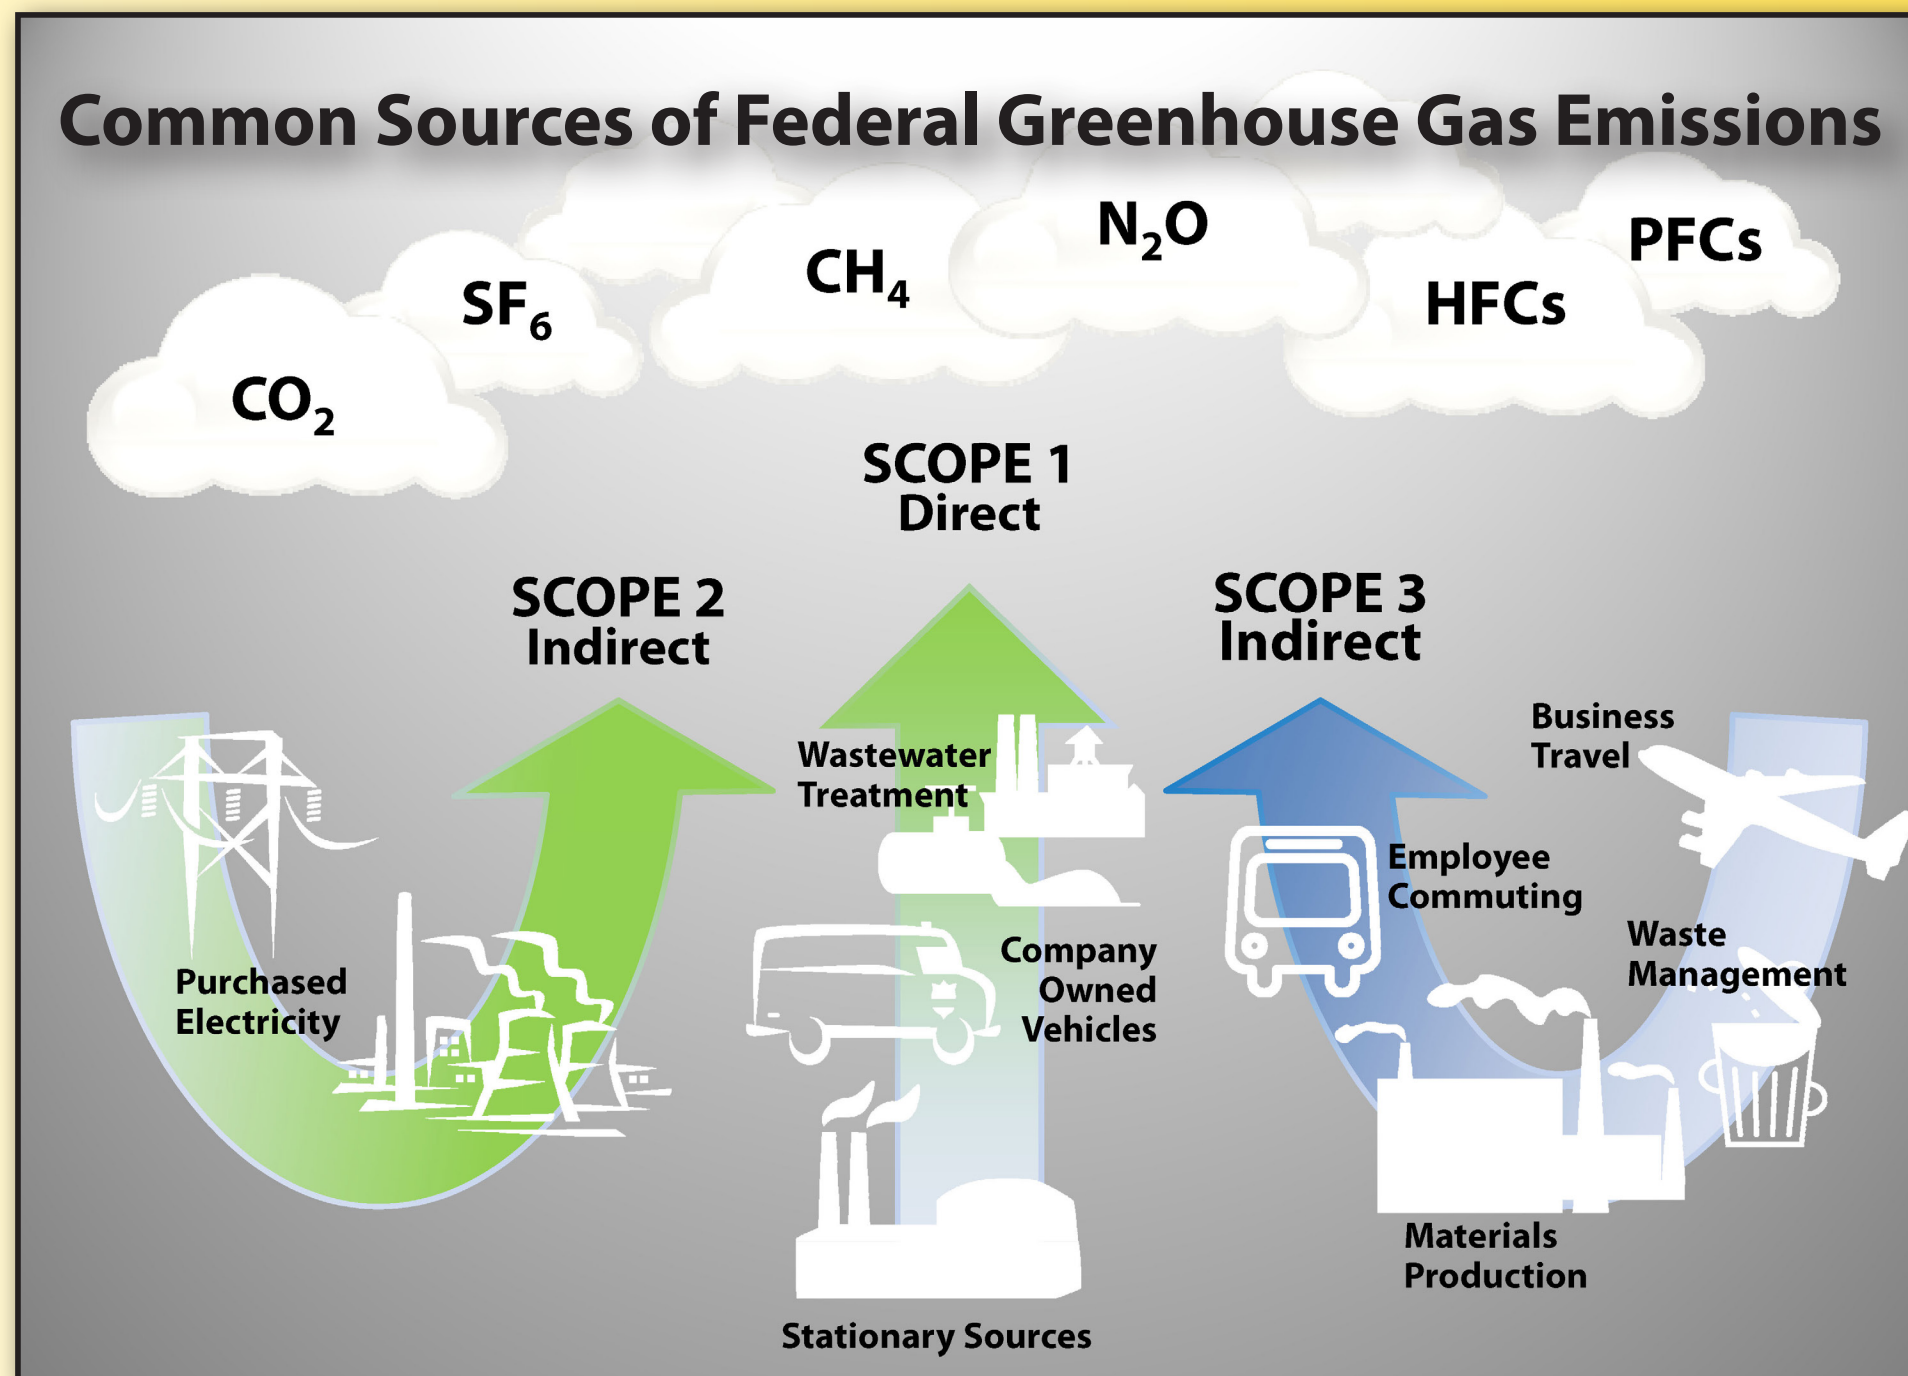 Common Sources of Federal Greenhouse Gas Emissions
CO₂
SF₆
CH₄
N₂O
HFCs
PFCs
SCOPE 1
Direct
SCOPE 2
Indirect
SCOPE 3
Indirect
Purchased
Electricity
Wastewater
Treatment
Company
Owned
Vehicles
Stationary Sources
Business
Travel
Employee
Commuting
Waste
Management
Materials
Production